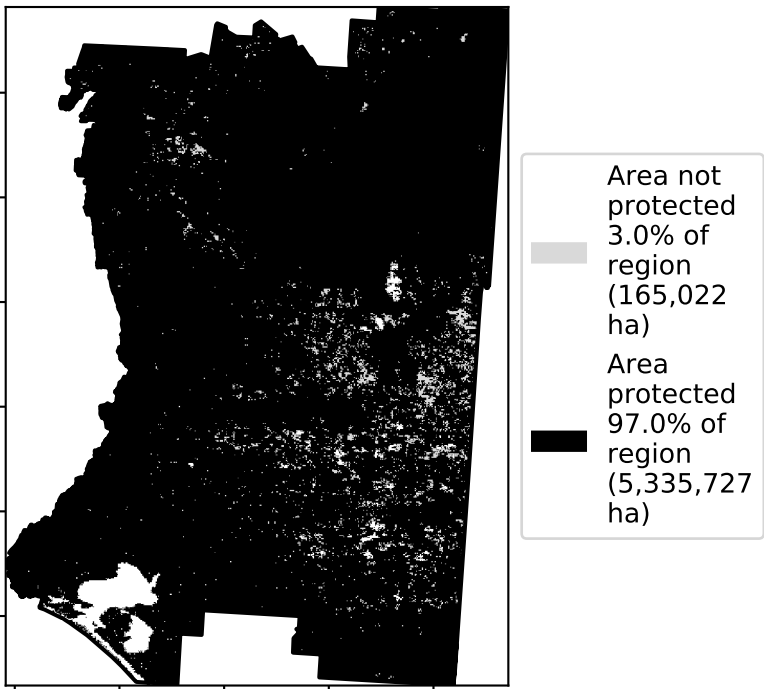 Area not
protected
3.0% of
region
(165,022
ha)
Area
protected
97.0% of
region
(5,335,727
ha)